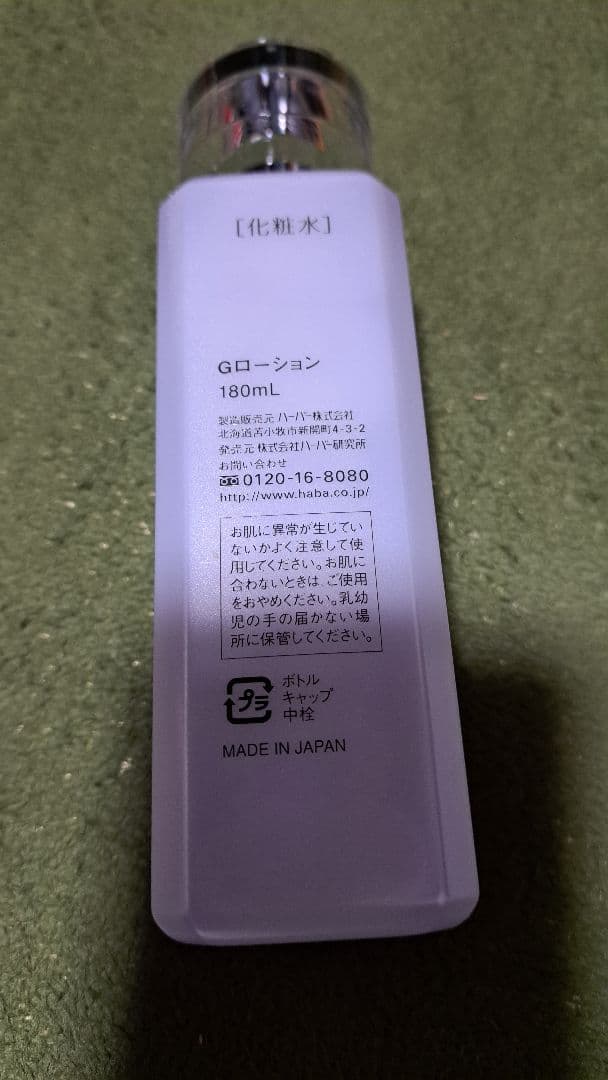 [化粧水]
Gローション
180mL
製造販売元 ハーバー株式会社
北海道苫小牧市新開町4-3-2
発売元 株式会社ハーバー研究所
お問い合わせ
0120-16-8080
http://www.haba.co.jp/
お肌に異常が生じてい
ないかよく注意して使
用してください。お肌に
合わないときは、ご使用
をおやめください。乳幼
児の手の届かない場
所に保管してください。
プラ
ボトル
キャップ
中栓
MADE IN JAPAN